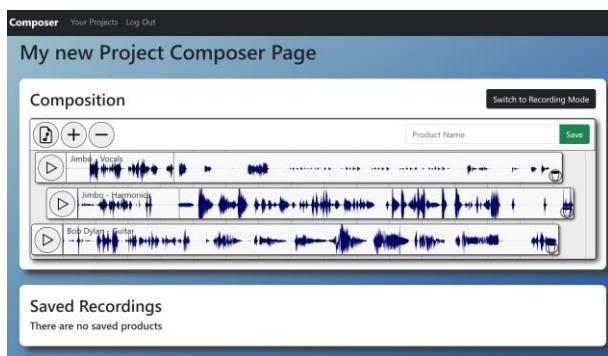 Composer Your Projects Log Out
My new Project Composer Page
Composition
Switch to Recording Mode
Product Name
Save
Jimbo - Vocals
Jimbo - Harmonica
Bob Dylan - Guitar
Saved Recordings
There are no saved products